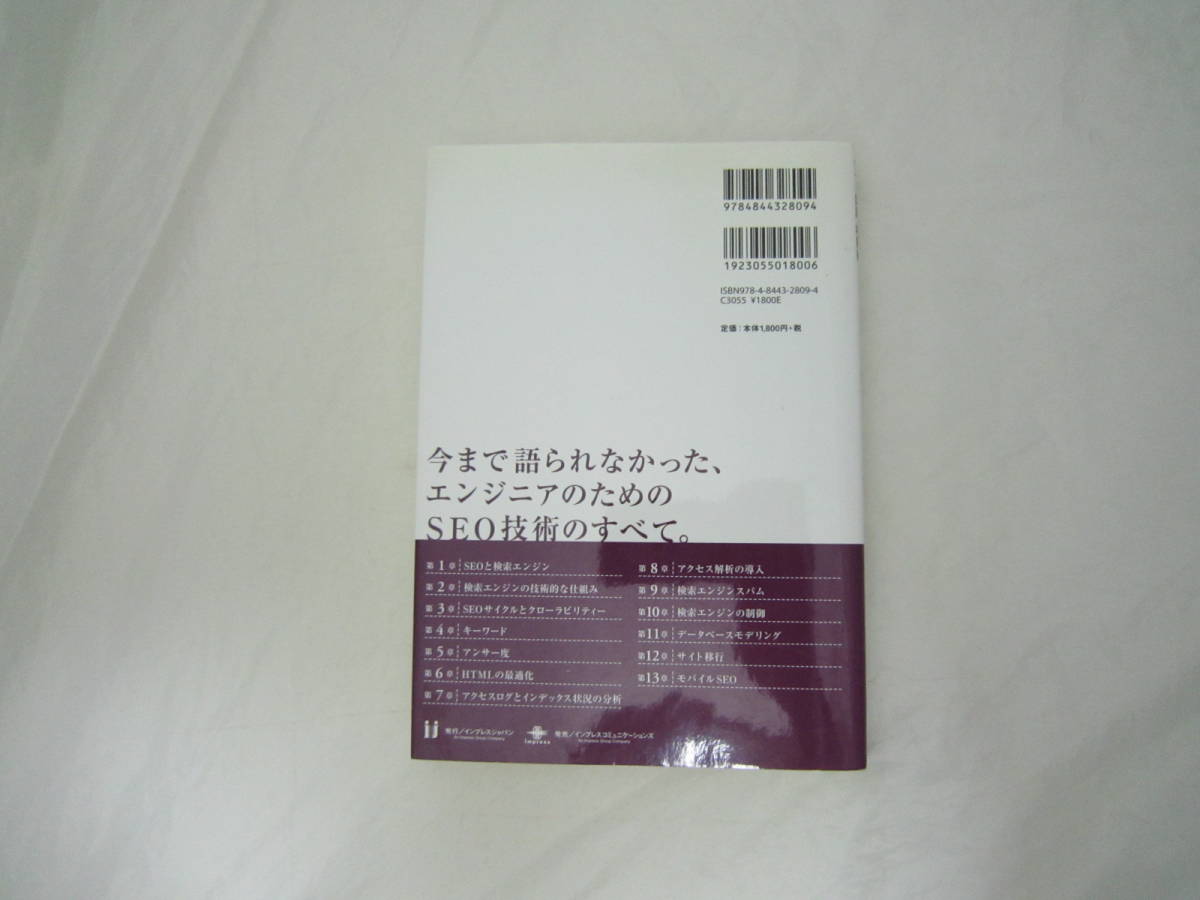 9784844328094
1923055018006
ISBN978-4-8443-2809-4
C3055 ¥1800E
定価：本体1,800円+税
今まで語られなかった、
エンジニアのための
SEO技術のすべて。
第1章 SEOと検索エンジン
第2章 検索エンジンの技術的な仕組み
第3章 SEOサイクルとクローラビリティー
第4章 キーワード
第5章 アンサー度
第6章 HTMLの最適化
第7章 アクセスログとインデックス状況の分析
第8章 アクセス解析の導入
第9章 検索エンジンスパム
第10章 検索エンジンの制御
第11章 データベースモデリング
第12章 サイト移行
第13章 モバイルSEO
発行／インプレスジャパン
An Impress Group Company
Impress
発売／インプレスコミュニケーションズ
An Impress Group Company